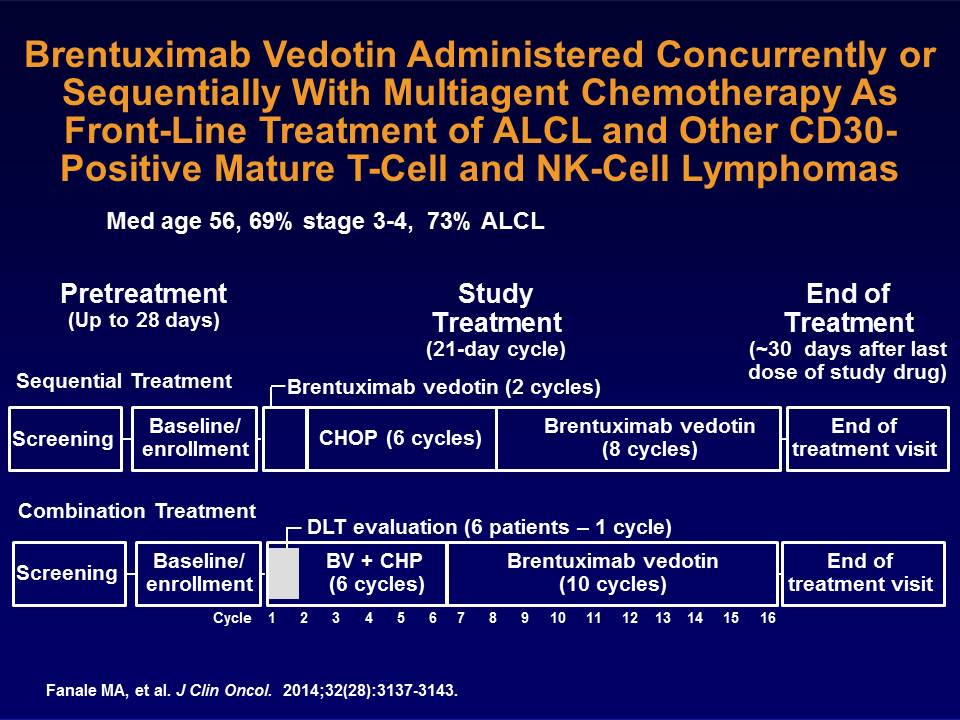 Brentuximab Vedotin Administered Concurrently or
Sequentially With Multiagent Chemotherapy As
Front-Line Treatment of ALCL and Other CD30-
Positive Mature T-Cell and NK-Cell Lymphomas
Med age 56, 69% stage 3-4, 73% ALCL
Pretreatment
(Up to 28 days)
Study
Treatment
(21-day cycle)
End of
Treatment
(~30 days after last
dose of study drug)
Sequential Treatment
Brentuximab vedotin (2 cycles)
Screening
Baseline/
enrollment
CHOP (6 cycles)
Brentuximab vedotin
(8 cycles)
End of
treatment visit
Combination Treatment
DLT evaluation (6 patients – 1 cycle)
Screening
Baseline/
enrollment
BV + CHP
(6 cycles)
Brentuximab vedotin
(10 cycles)
End of
treatment visit
Cycle 1 2 3 4 5 6 7 8 9 10 11 12 13 14 15 16
Fanale MA, et al. J Clin Oncol. 2014;32(28):3137-3143.